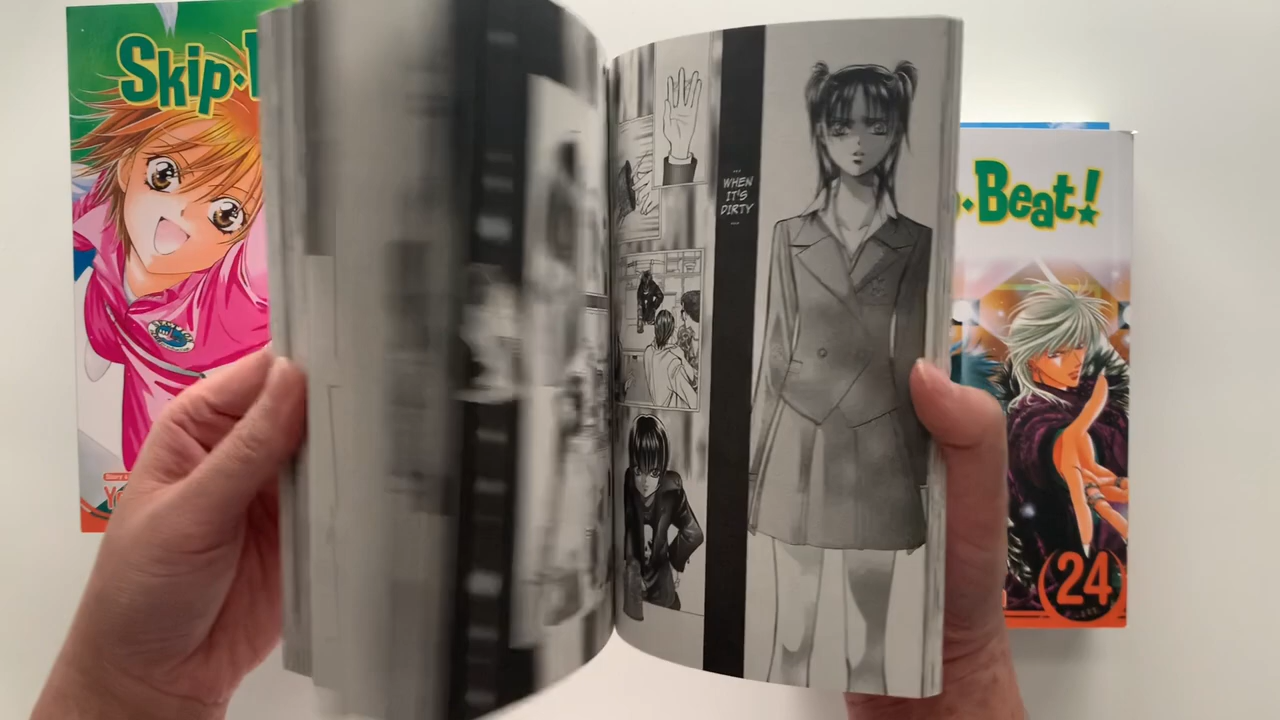 Skip·
...
WHEN
IT'S
DIRTY
...
·Beat!
24